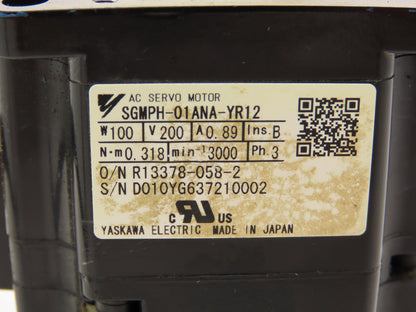 AC SERVO MOTOR
SGMPH-01ANA-YR12
W 100 V 200 A 0.89 Ins. B
N·m 0.318 min⁻¹ 3000 Ph. 3
O/N R13378-058-2
S/N D010YG637210002
c RU US
YASKAWA ELECTRIC MADE IN JAPAN